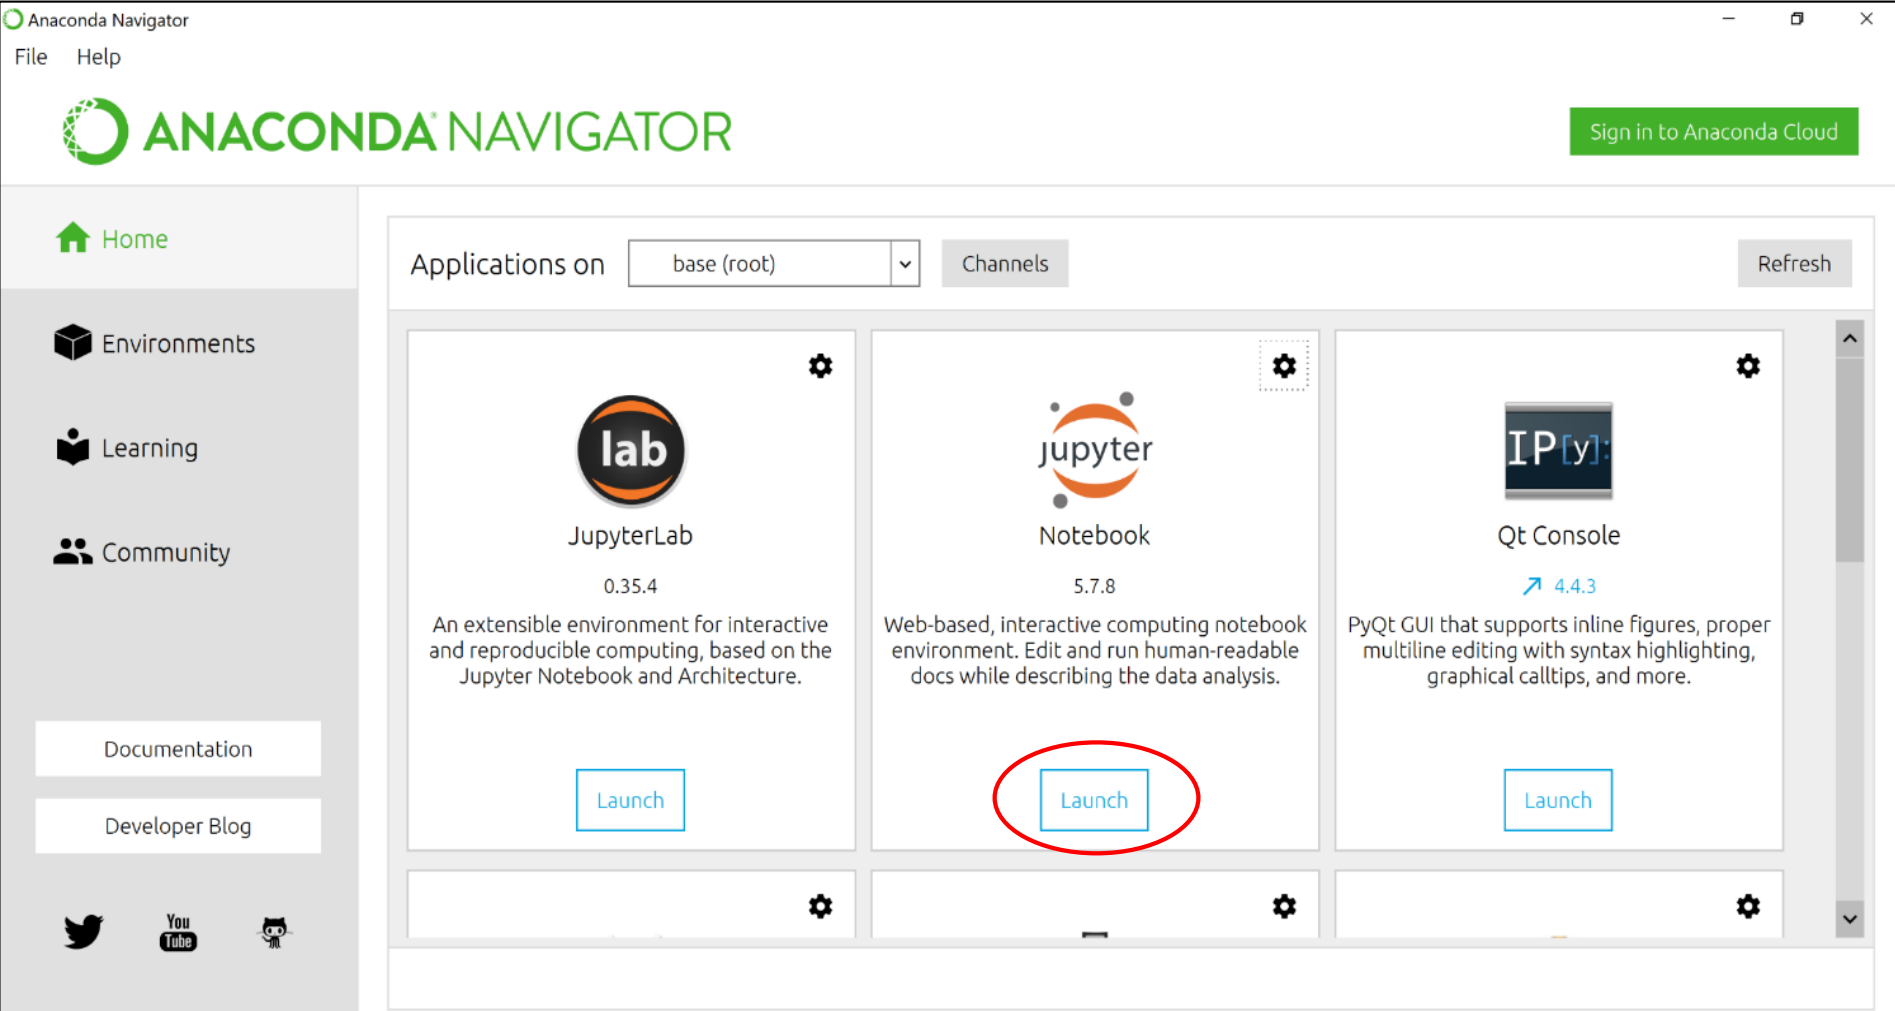 Anaconda Navigator
File Help
ANACONDA NAVIGATOR
Sign in to Anaconda Cloud
Home
Environments
Learning
Community
Documentation
Developer Blog
You
Tube
Applications on base (root) Channels Refresh
lab
JupyterLab
0.35.4
An extensible environment for interactive
and reproducible computing, based on the
Jupyter Notebook and Architecture.
Launch
jupyter
Notebook
5.7.8
Web-based, interactive computing notebook
environment. Edit and run human-readable
docs while describing the data analysis.
Launch
IP[y]:
Qt Console
4.4.3
PyQt GUI that supports inline figures, proper
multiline editing with syntax highlighting,
graphical calltips, and more.
Launch